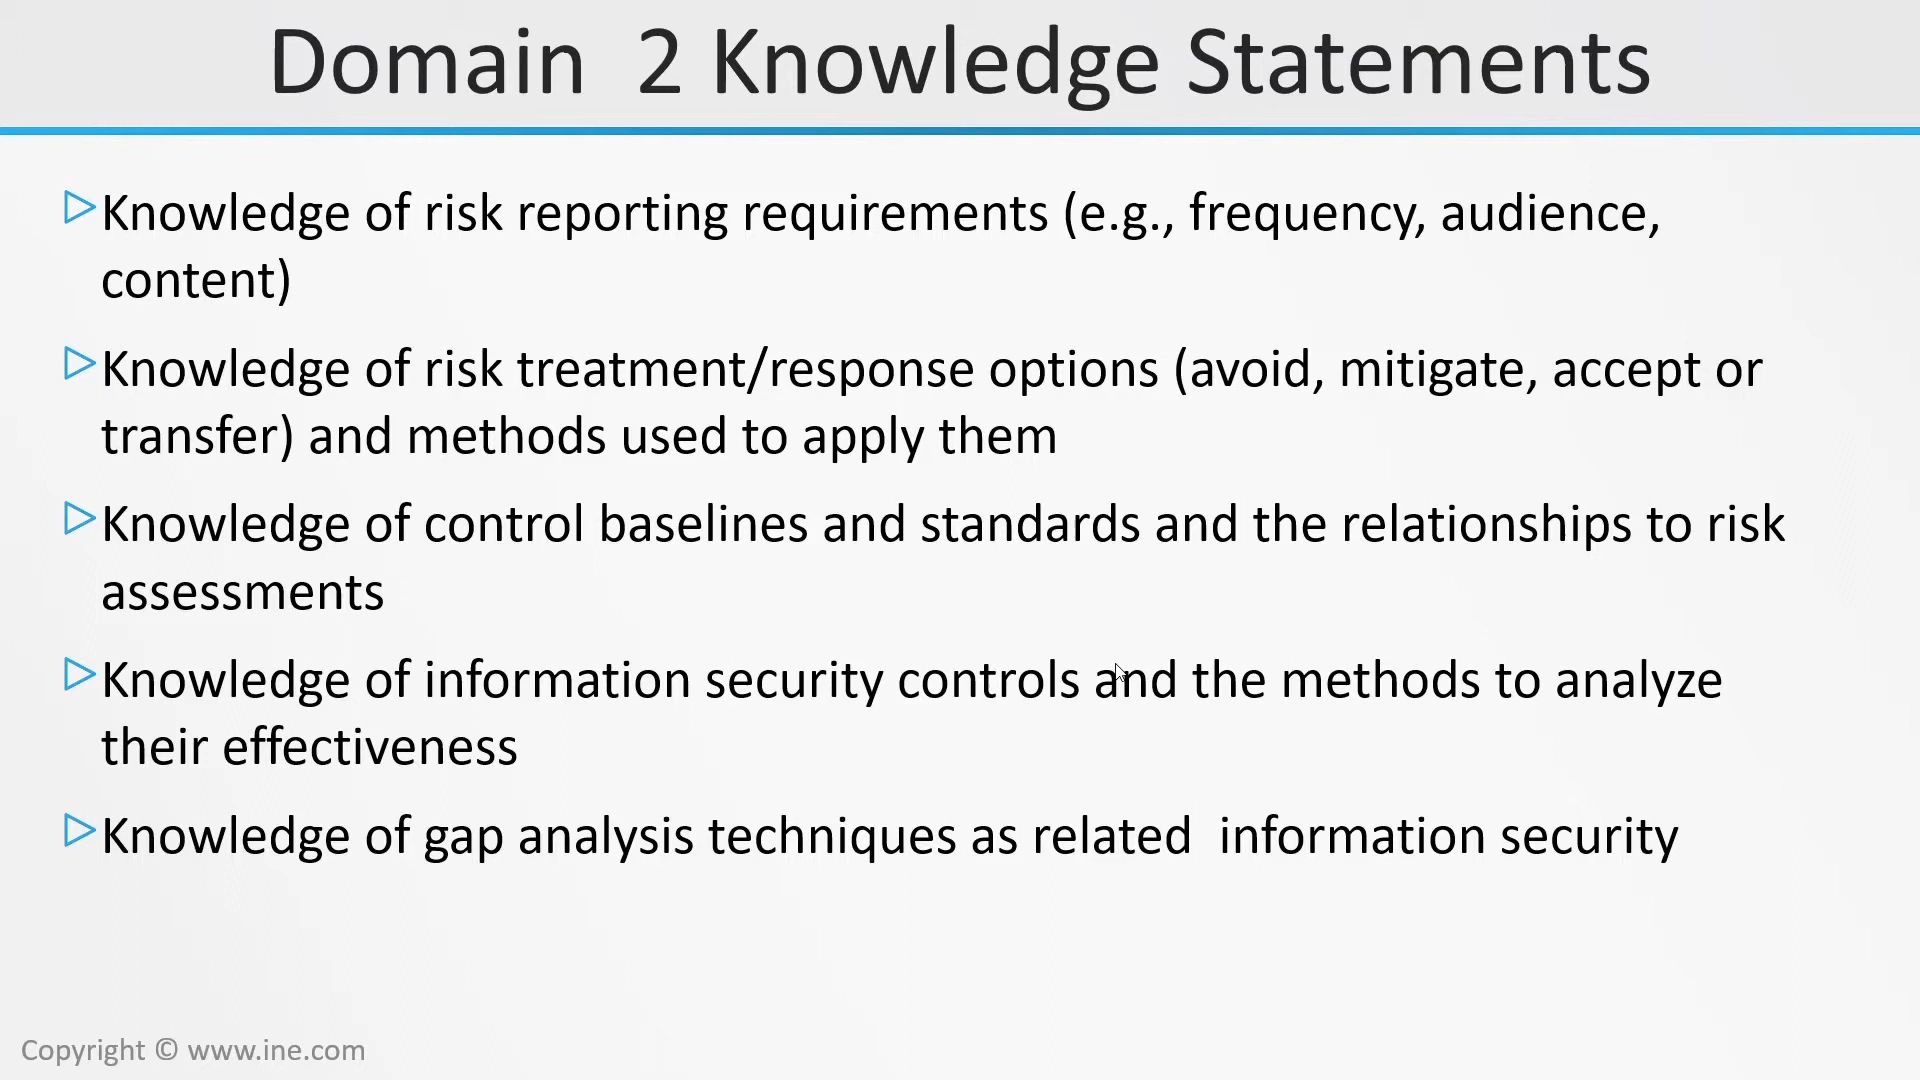 Domain  2 Knowledge Statements
Knowledge of risk reporting requirements (e.g., frequency, audience,
content)
Knowledge of risk treatment/response options (avoid, mitigate, accept or
transfer) and methods used to apply them
Knowledge of control baselines and standards and the relationships to risk
assessments
Knowledge of information security controls and the methods to analyze
their effectiveness
Knowledge of gap analysis techniques as related  information security
Copyright © www.ine.com